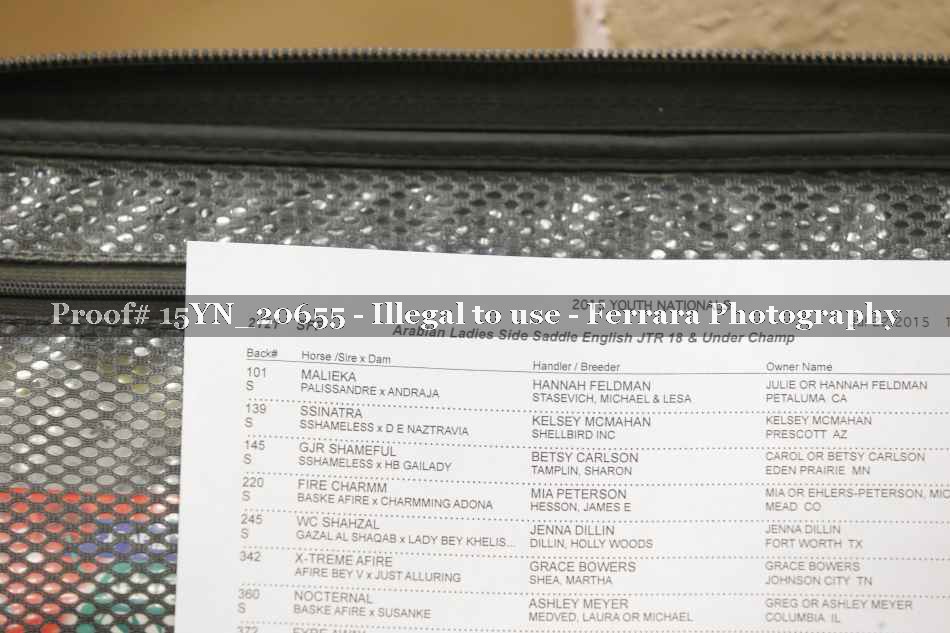 2015 YOUTH NATIONALS
Proof# 15YN_20655 - Illegal to use - Ferrara Photography
2015
Arabian Ladies Side Saddle English JTR 18 & Under Champ
Back# Horse /Sire x Dam Handler / Breeder Owner Name
101 MALIEKA HANNAH FELDMAN JULIE OR HANNAH FELDMAN
S PALISSANDRE x ANDRAJA STASEVICH, MICHAEL & LESA PETALUMA CA
139 SSINATRA KELSEY MCMAHAN KELSEY MCMAHAN
S SSHAMELESS x D E NAZTRAVIA SHELLBIRD INC PRESCOTT AZ
145 GJR SHAMEFUL BETSY CARLSON CAROL OR BETSY CARLSON
S SSHAMELESS x HB GAILADY TAMPLIN, SHARON EDEN PRAIRIE MN
220 FIRE CHARMM MIA PETERSON MIA OR EHLERS-PETERSON, MIC
S BASKE AFIRE x CHARMMING ADONA HESSON, JAMES E MEAD CO
245 WC SHAHZAL JENNA DILLIN JENNA DILLIN
S GAZAL AL SHAQAB x LADY BEY KHELIS... DILLIN, HOLLY WOODS FORT WORTH TX
342 X-TREME AFIRE GRACE BOWERS GRACE BOWERS
AFIRE BEY V x JUST ALLURING SHEA, MARTHA JOHNSON CITY TN
360 NOCTERNAL ASHLEY MEYER GREG OR ASHLEY MEYER
S BASKE AFIRE x SUSANKE MEDVED, LAURA OR MICHAEL COLUMBIA IL
372